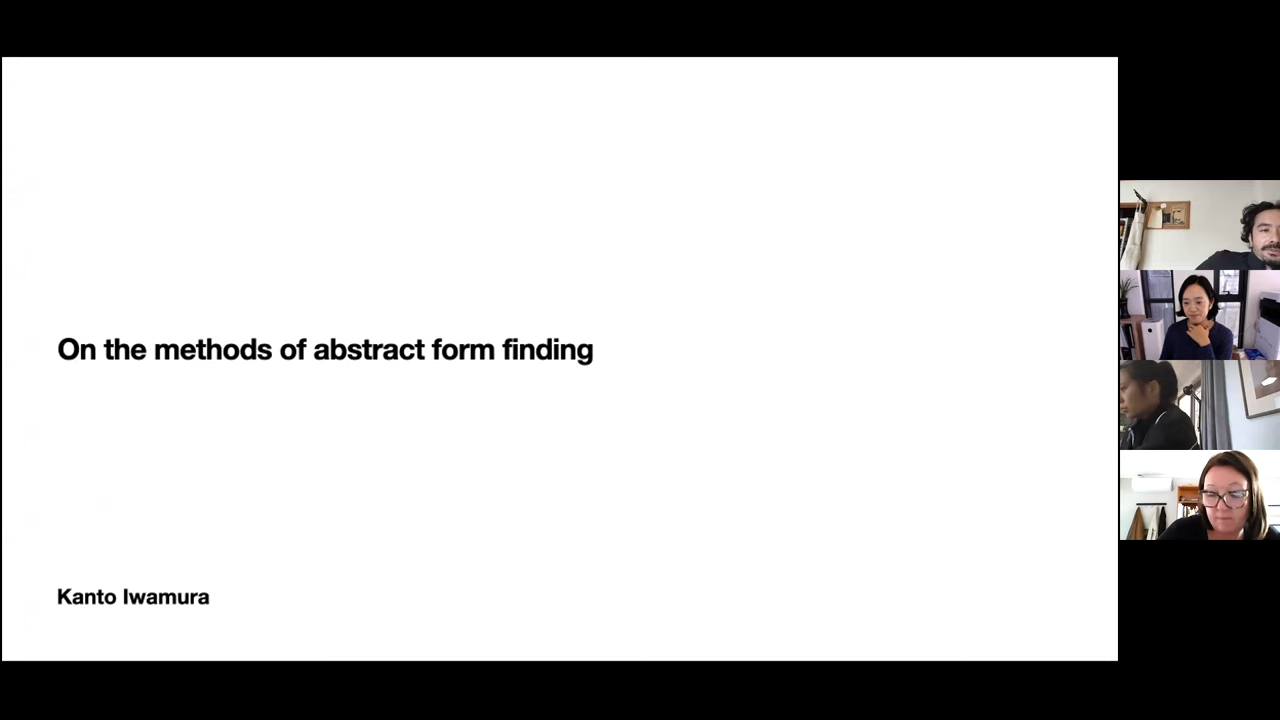 On the methods of abstract form finding
Kanto Iwamura